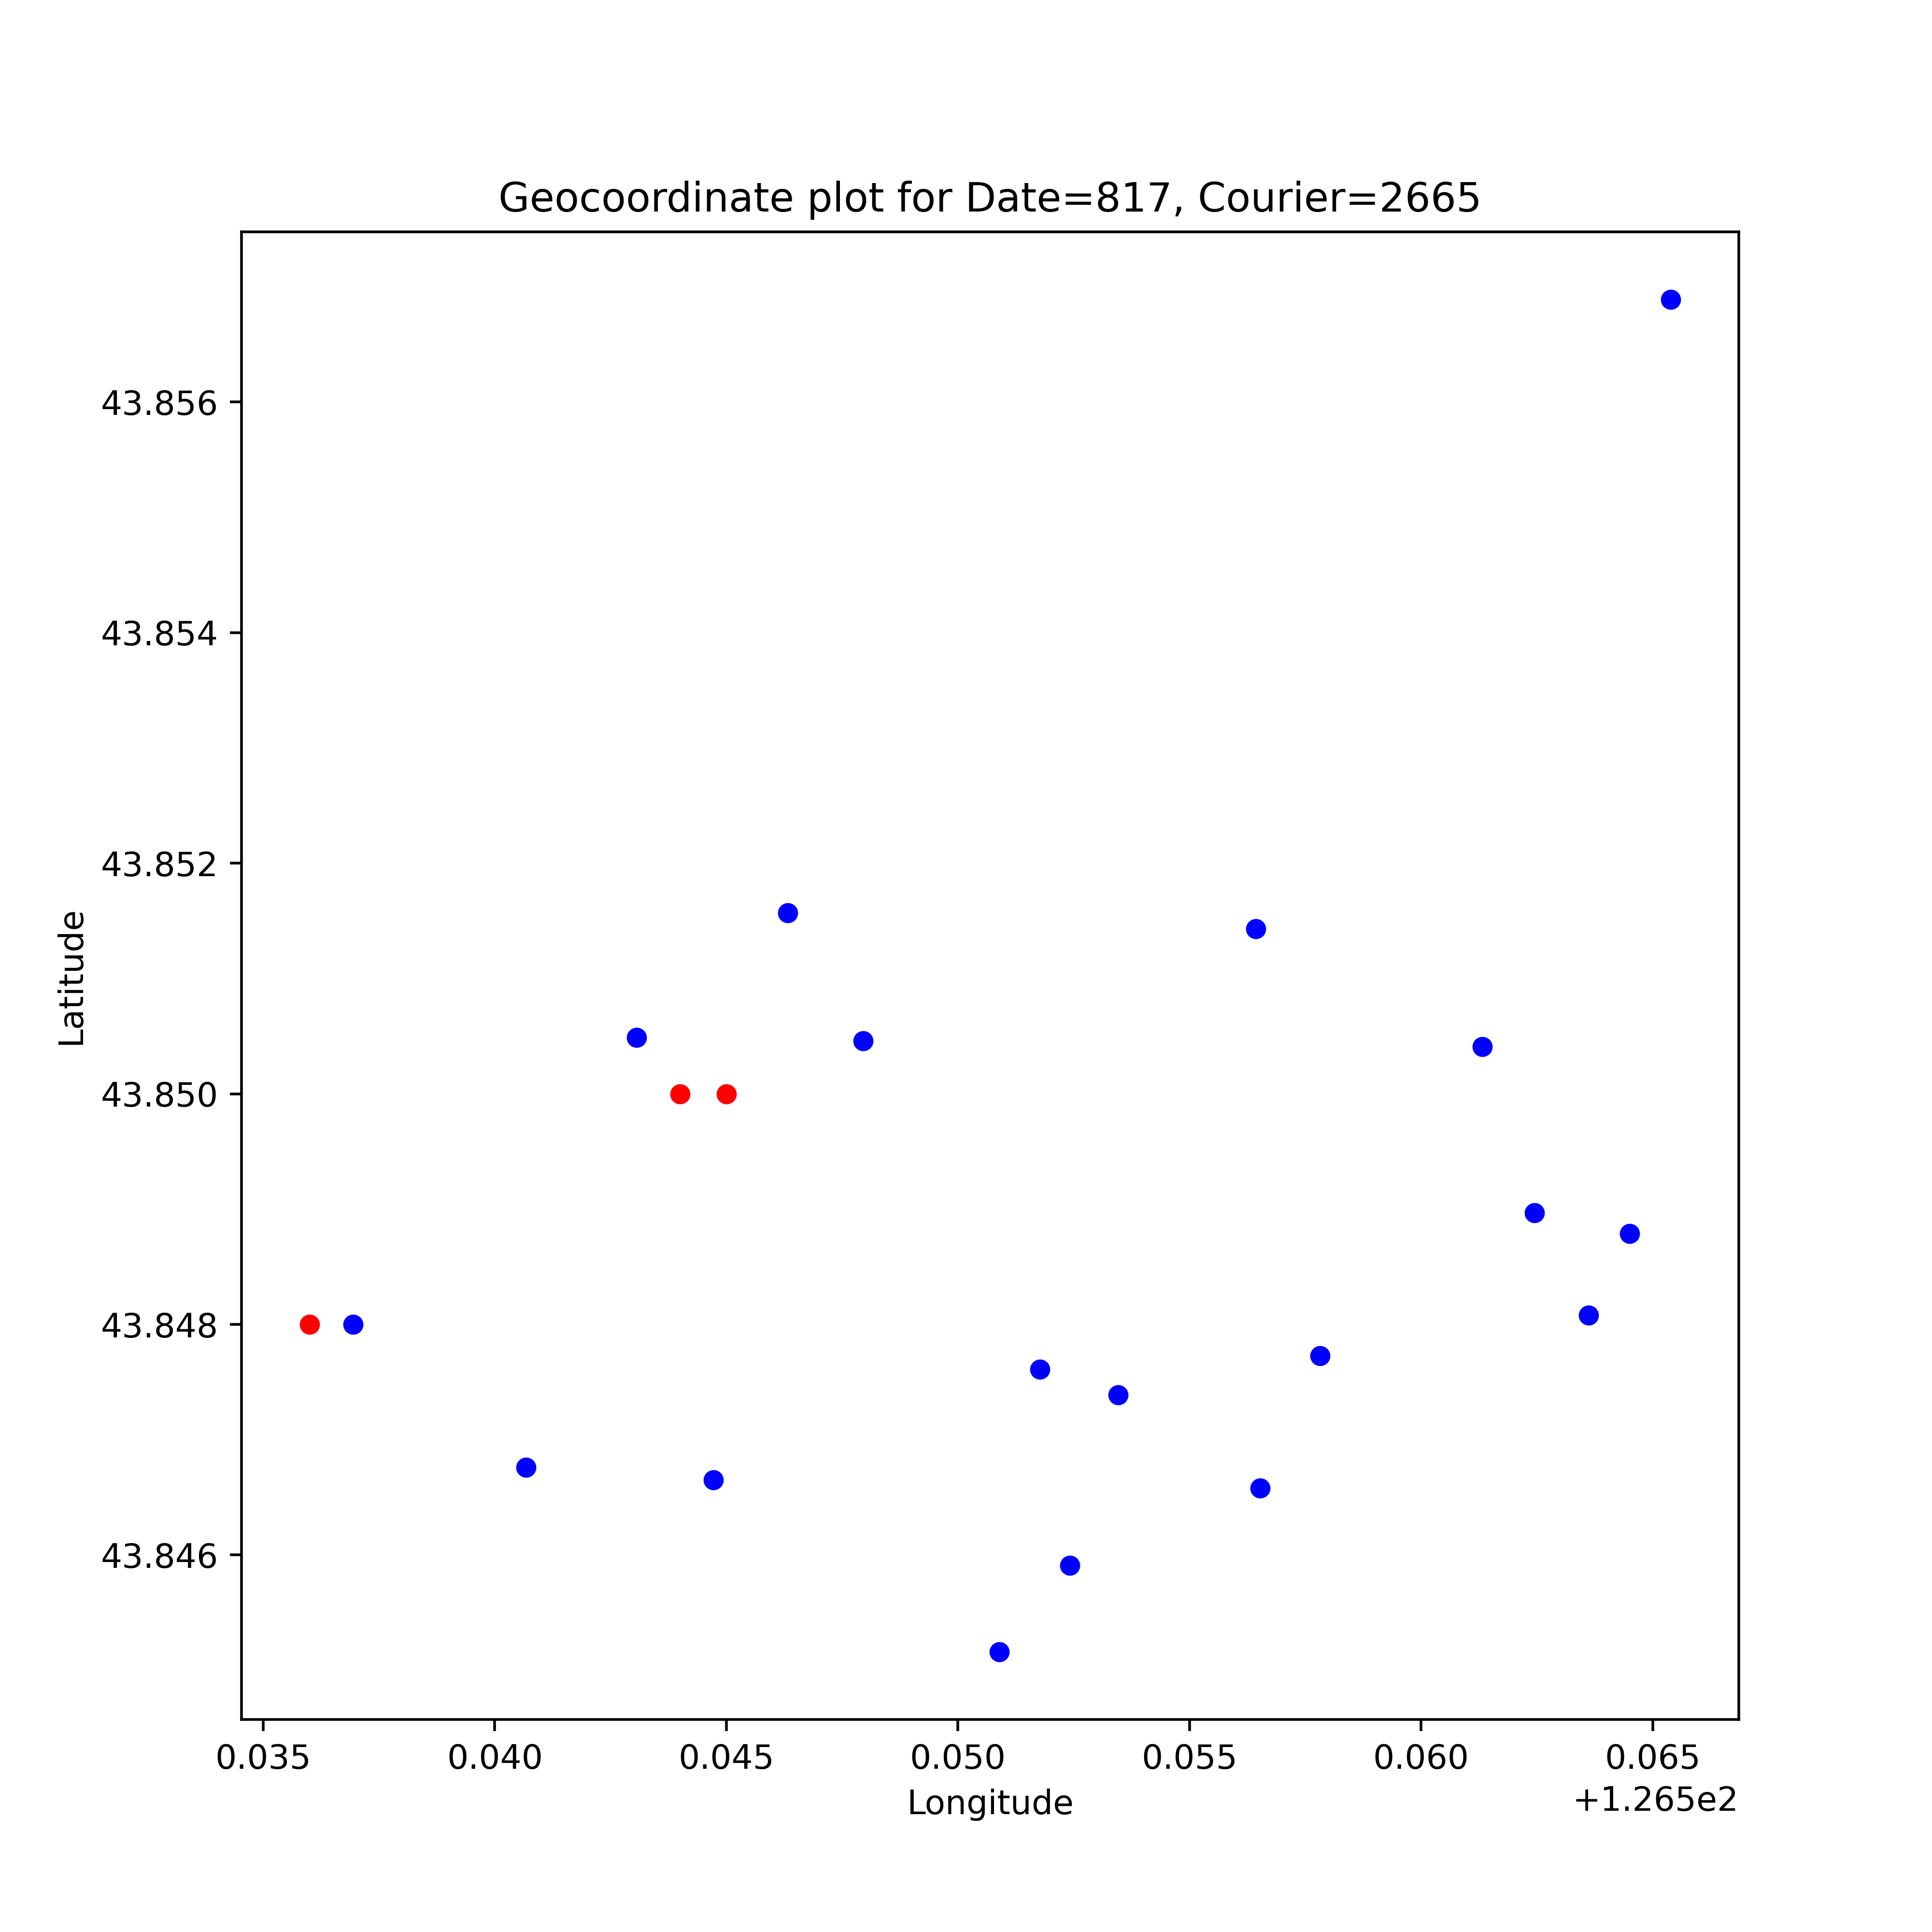 Geocoordinate plot for Date=817, Courier=2665
43.856
43.854
43.852
43.850
43.848
43.846
Latitude
0.035 0.040 0.045 0.050 0.055 0.060 0.065
+1.265e2
Longitude